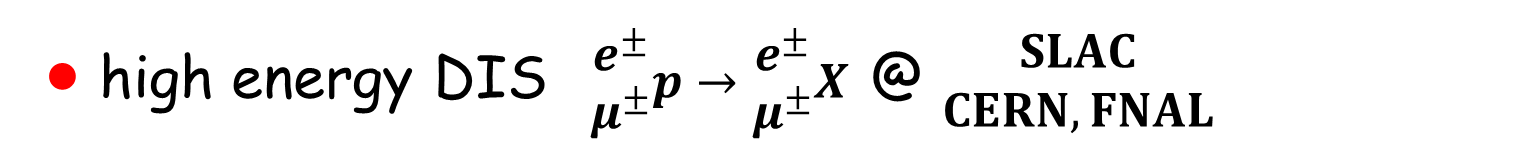 • high energy DIS e± p → e± X @ SLAC
μ± μ± CERN, FNAL